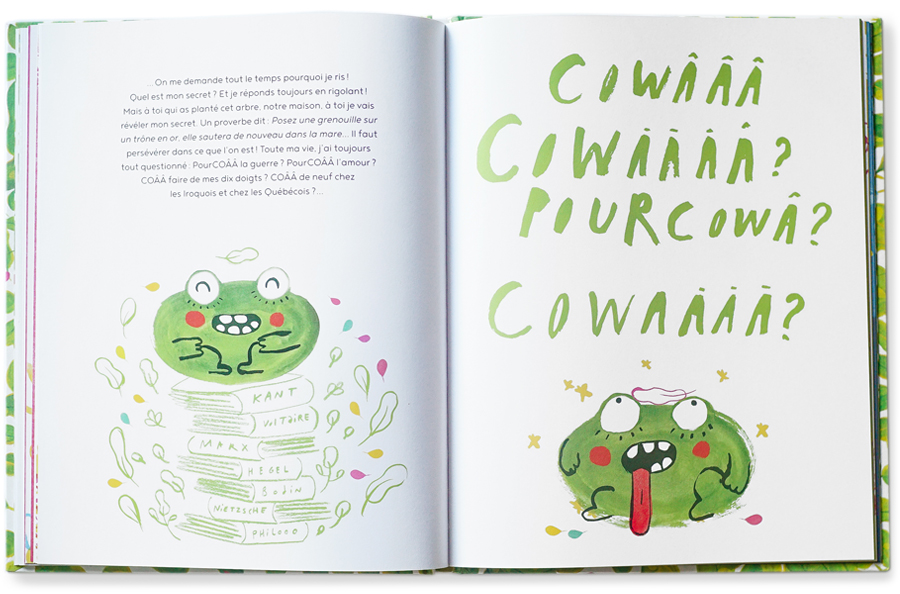 ... On me demande tout le temps pourquoi je ris !
Quel est mon secret ? Et je réponds toujours en rigolant !
Mais à toi qui as planté cet arbre, notre maison, à toi je vais
révéler mon secret. Un proverbe dit : Posez une grenouille sur
un trône en or, elle sautera de nouveau dans la mare... Il faut
persévérer dans ce que l'on est ! Toute ma vie, j'ai toujours
tout questionné : PourCOÂÂ la guerre ? PourCOÂÂ l'amour ?
COÂÂ faire de mes dix doigts ? COÂÂ de neuf chez
les Iroquois et chez les Québécois ?...
KANT
VOLTAIRE
MARX
HEGEL
Bodin
NIETZSCHE
PHILOCO
COWÂÂÂ
COWÂÂÂÂ?
POURCOWÂ?
COWAÂÂÂ?